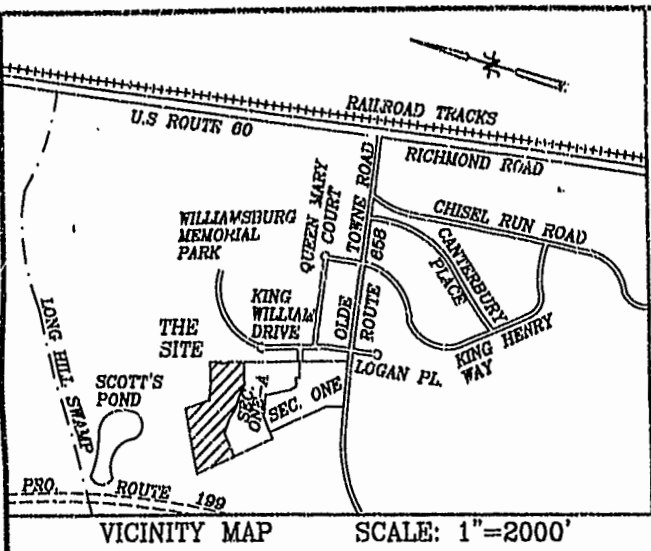 RAILROAD TRACKS
U.S ROUTE 60
RICHMOND ROAD
WILLIAMSBURG
MEMORIAL
PARK
QUEEN MARY
COURT
OLDE TOWNE ROAD
ROUTE 658
CHISEL RUN ROAD
CANTERBURY
PLACE
KING HENRY
WAY
KING
WILLIAM
DRIVE
THE
SITE
LOGAN PL.
LONG HILL SWAMP
SCOTT'S
POND
SEC.
ONE-A
SEC. ONE
PRO. ROUTE 199
VICINITY MAP SCALE: 1"=2000'